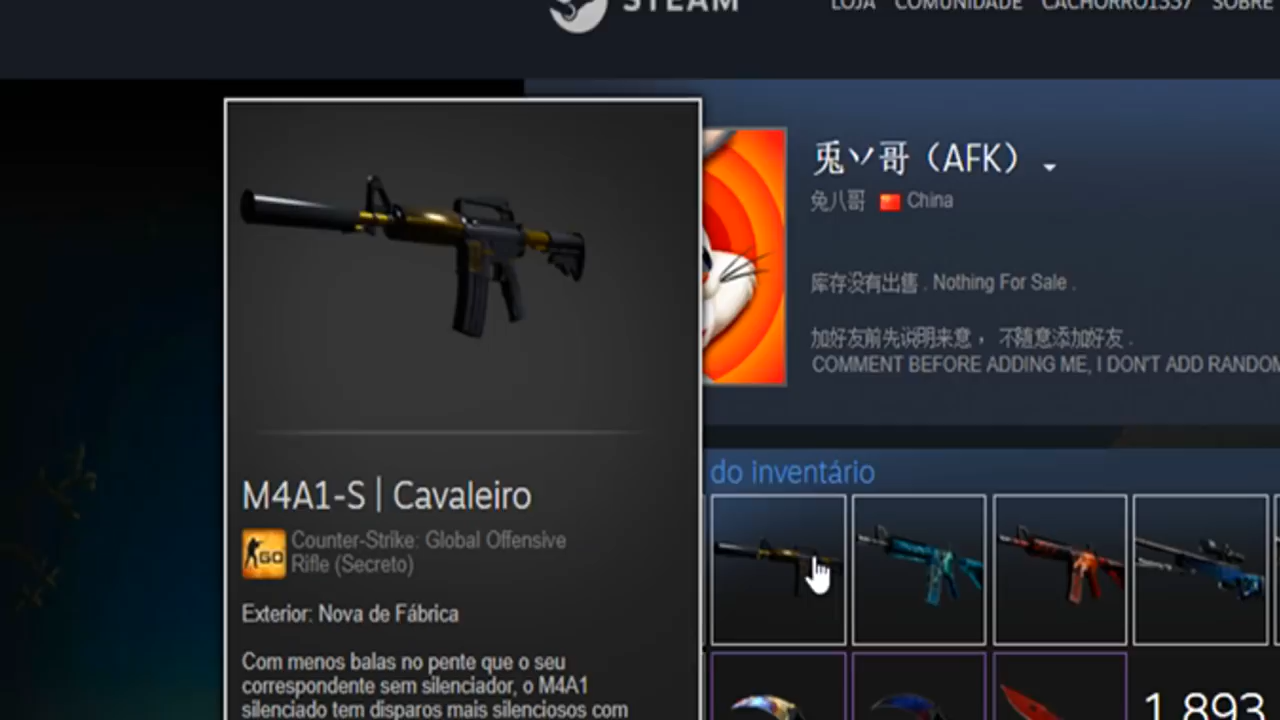 STEAM
LOJA COMUNIDADE CACHORRO1337 SOBRE
兎ソ哥（AFK）
兔八哥 China
库存没有出售 . Nothing For Sale .
加好友前先说明来意， 不随意添加好友 .
COMMENT BEFORE ADDING ME, I DON'T ADD RANDOM
do inventário
M4A1-S | Cavaleiro
GO
Counter-Strike: Global Offensive
Rifle (Secreto)
Exterior: Nova de Fábrica
Com menos balas no pente que o seu
correspondente sem silenciador, o M4A1
silenciado tem disparos mais silenciosos com
1,893